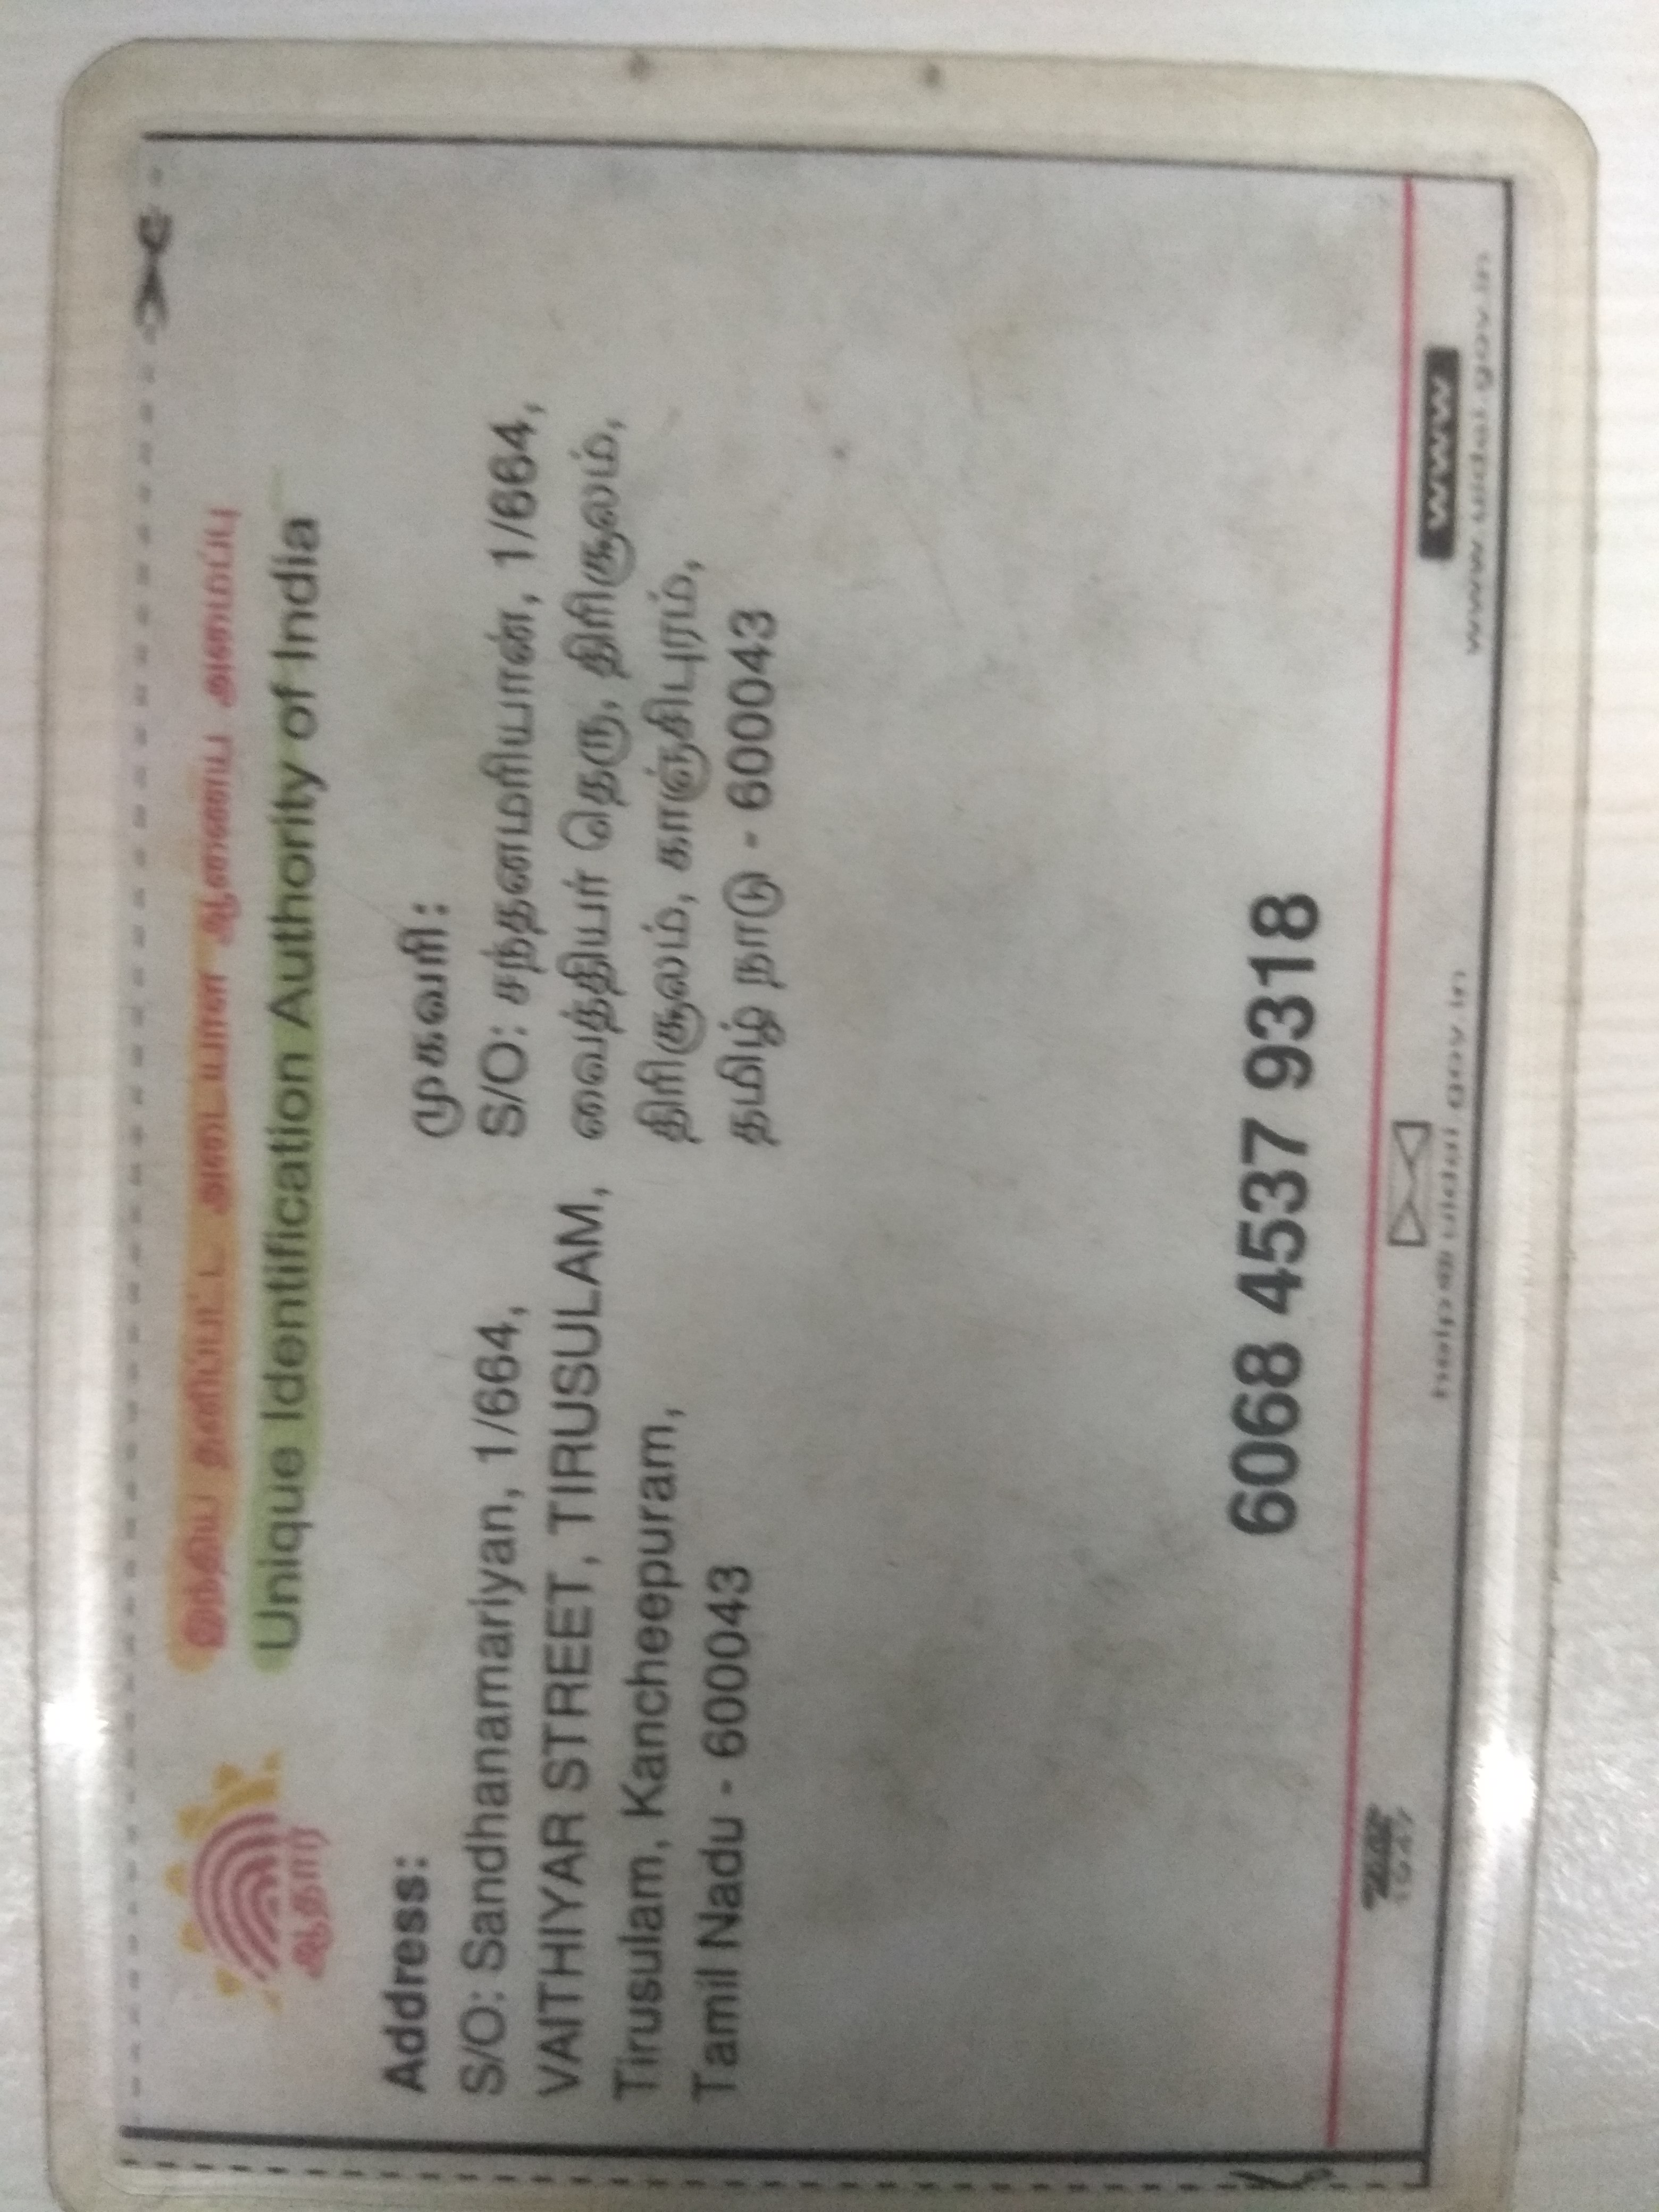 இந்திய தனிப்பட்ட அடையாள ஆணைய அமைப்பு
Unique Identification Authority of India
ஆதார்
Address:
S/O: Sandhanamariyan, 1/664,
VAITHIYAR STREET, TIRUSULAM,
Tirusulam, Kancheepuram,
Tamil Nadu - 600043
முகவரி:
S/O: சந்தனமரியான், 1/664,
வைத்தியர் தெரு, திரிசூலம்,
திரிசூலம், காஞ்சிபுரம்,
தமிழ் நாடு - 600043
6068 4537 9318
1947
help@uidai.gov.in
www
www.uidai.gov.in